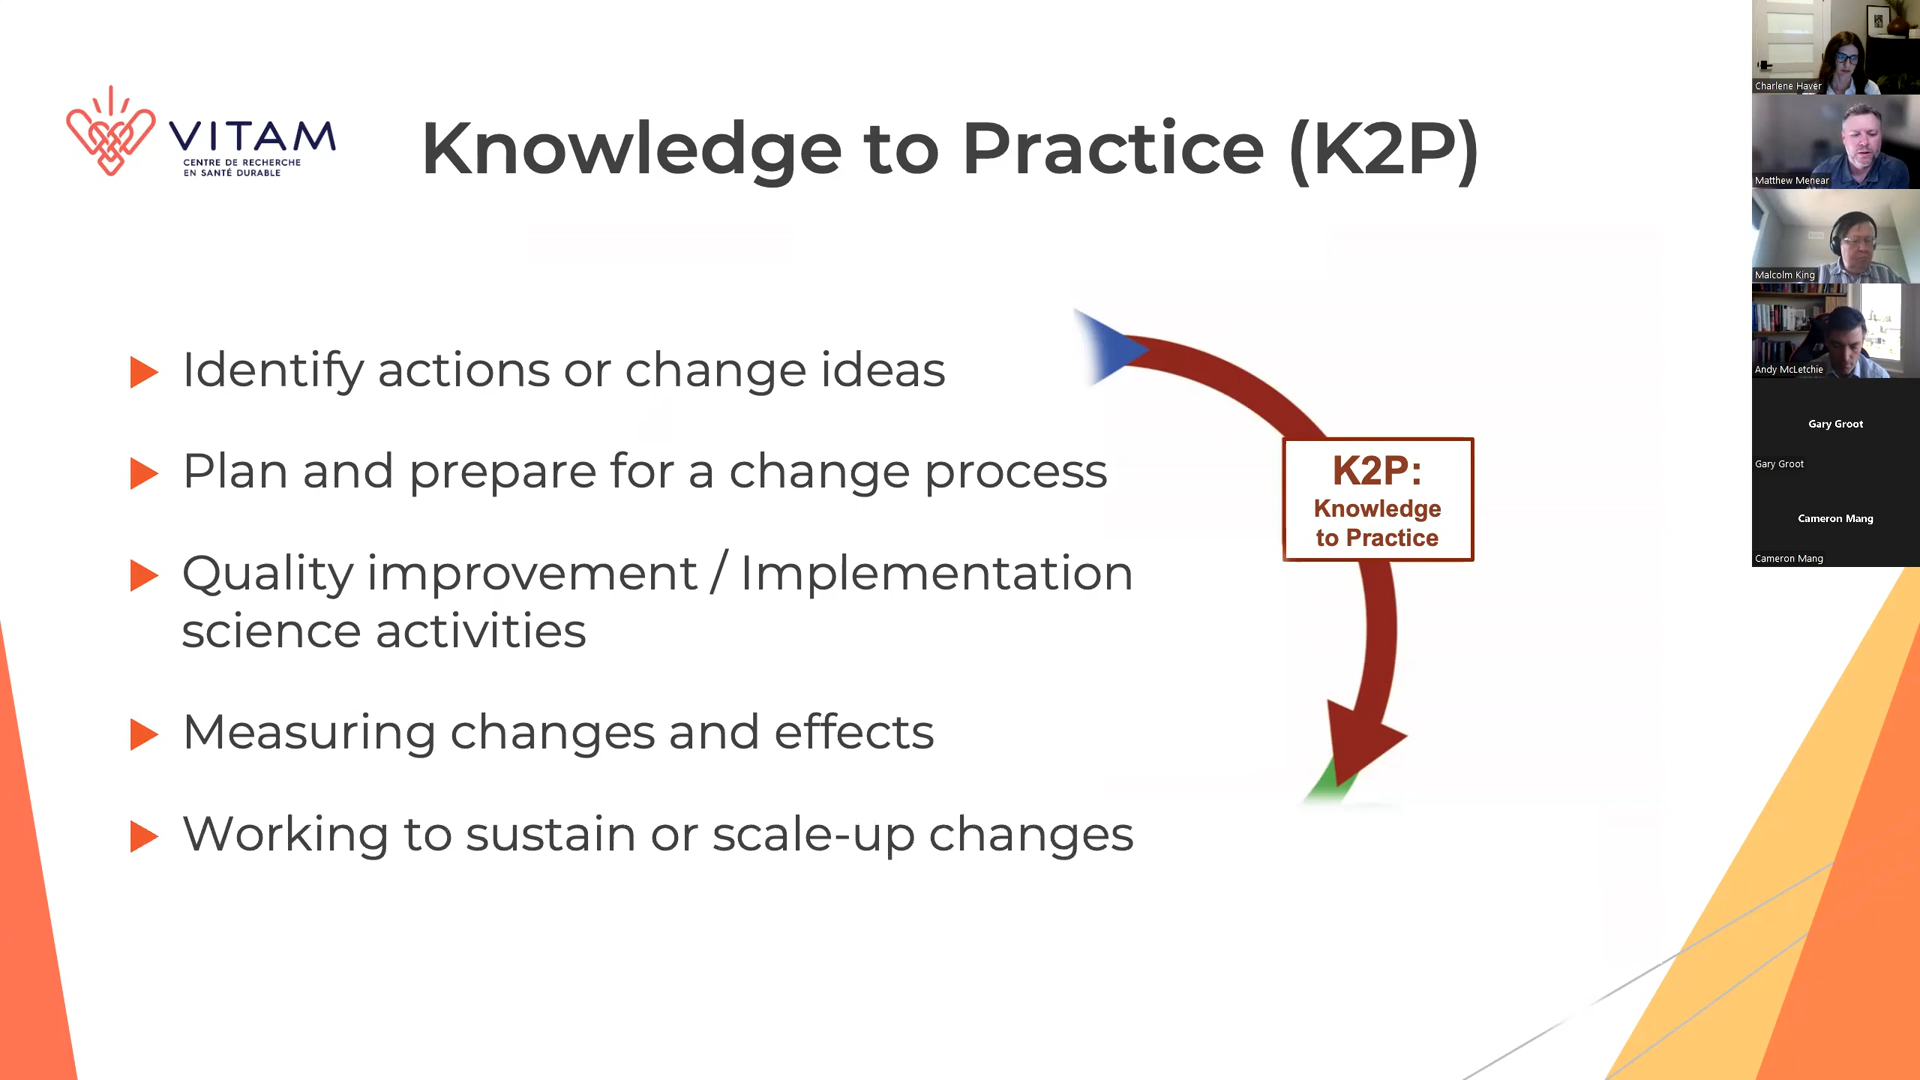 VITAM
CENTRE DE RECHERCHE
EN SANTÉ DURABLE
Knowledge to Practice (K2P)
Identify actions or change ideas
Plan and prepare for a change process
Quality improvement / Implementation
science activities
Measuring changes and effects
Working to sustain or scale-up changes
K2P:
Knowledge
to Practice
Charlene Haver
Matthew Menear
Malcolm King
Andy McLetchie
Gary Groot
Gary Groot
Cameron Mang
Cameron Mang